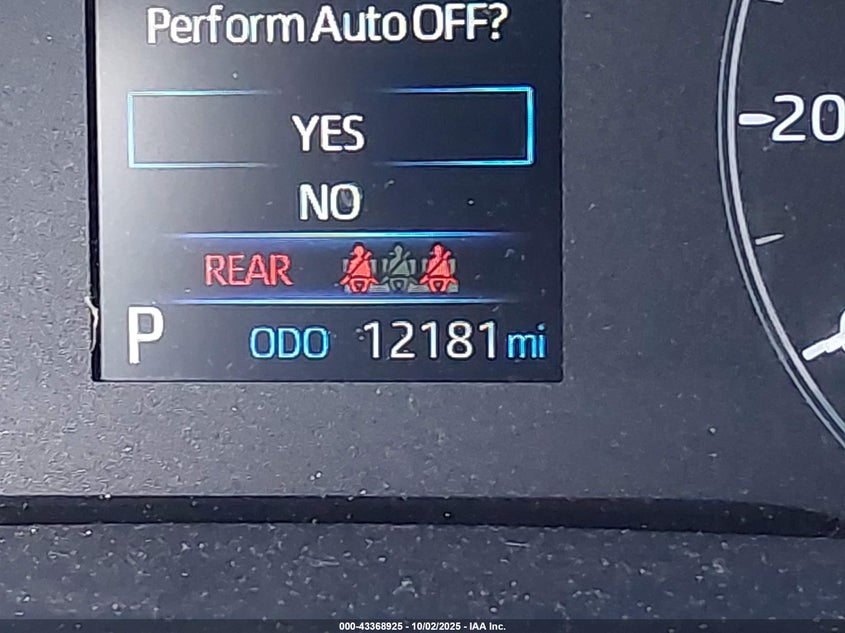 Perform Auto OFF?
YES
NO
REAR
P ODO 12181 mi
20
000-43368925 - 10/02/2025 - IAA Inc.